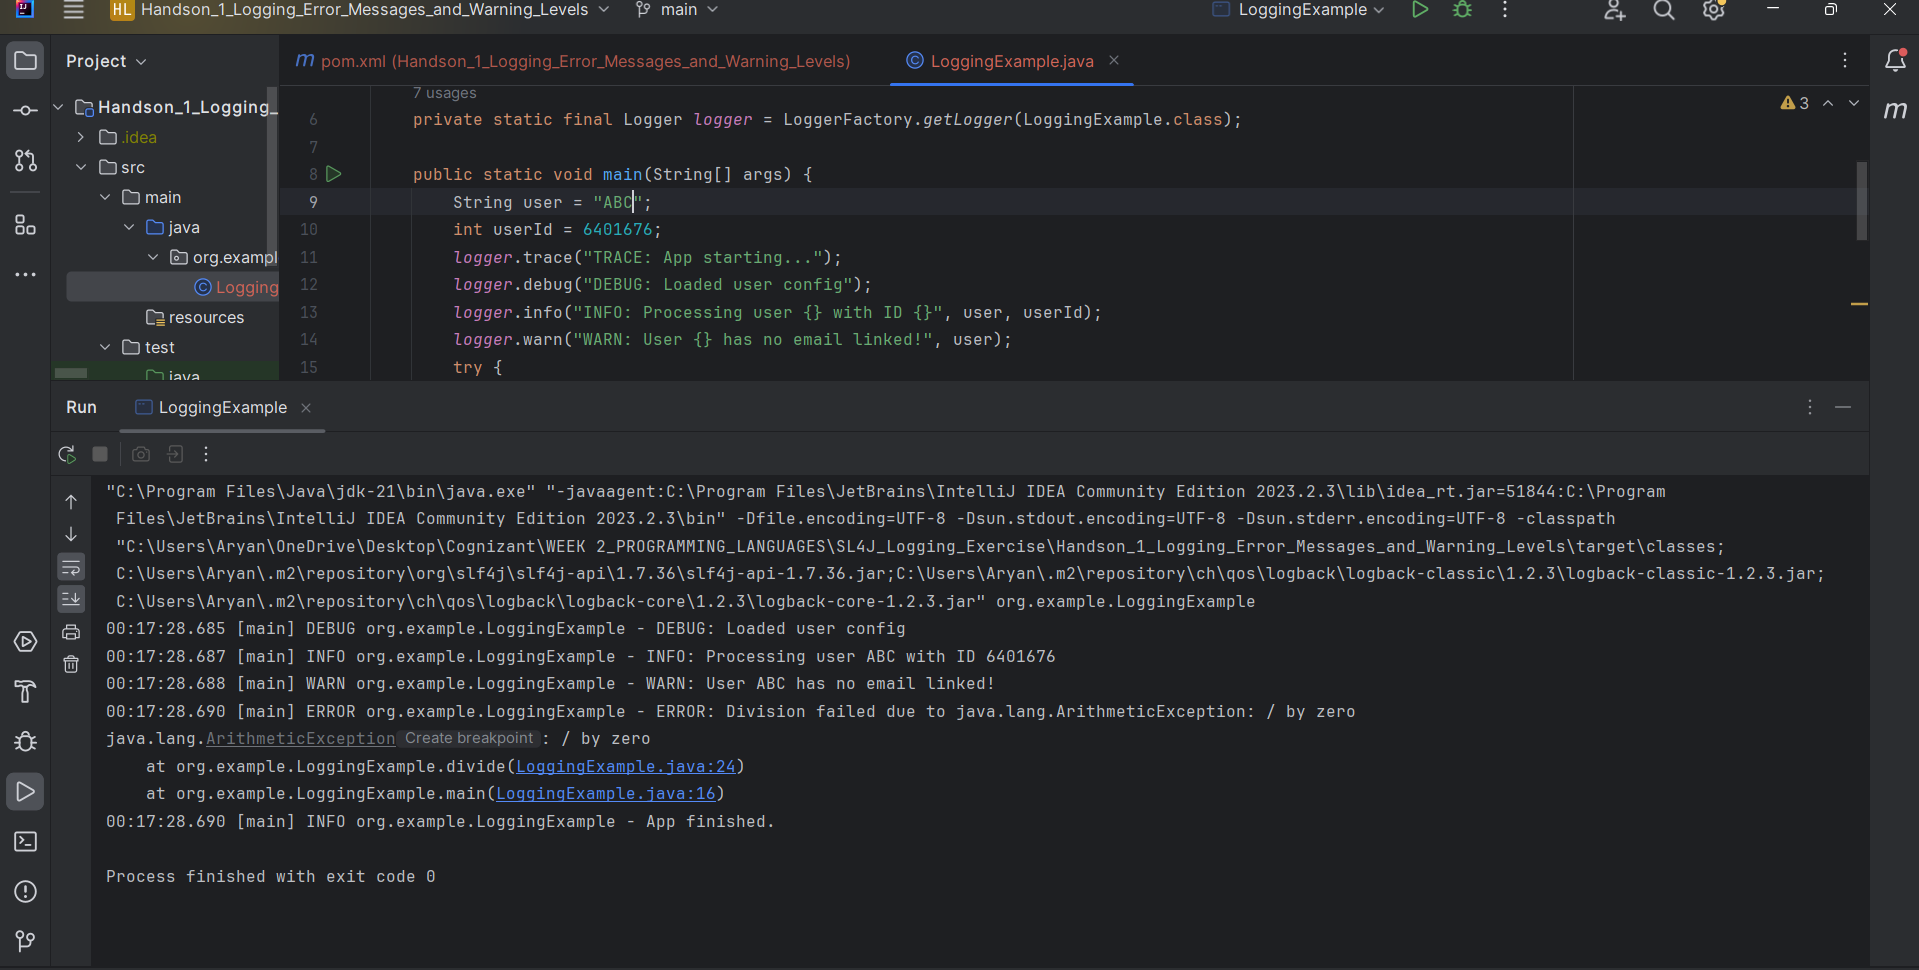 HL Handson_1_Logging_Error_Messages_and_Warning_Levels main LoggingExample
Project
pom.xml (Handson_1_Logging_Error_Messages_and_Warning_Levels) LoggingExample.java
Handson_1_Logging_
.idea
src
main
java
org.exampl
Logging
resources
test
java
7 usages
3
6 private static final Logger logger = LoggerFactory.getLogger(LoggingExample.class);
7
8 public static void main(String[] args) {
9 String user = "ABC";
10 int userId = 6401676;
11 logger.trace("TRACE: App starting...");
12 logger.debug("DEBUG: Loaded user config");
13 logger.info("INFO: Processing user {} with ID {}", user, userId);
14 logger.warn("WARN: User {} has no email linked!", user);
15 try {
Run LoggingExample
"C:\Program Files\Java\jdk-21\bin\java.exe" "-javaagent:C:\Program Files\JetBrains\IntelliJ IDEA Community Edition 2023.2.3\lib\idea_rt.jar=51844:C:\Program
Files\JetBrains\IntelliJ IDEA Community Edition 2023.2.3\bin" -Dfile.encoding=UTF-8 -Dsun.stdout.encoding=UTF-8 -Dsun.stderr.encoding=UTF-8 -classpath
"C:\Users\Aryan\OneDrive\Desktop\Cognizant\WEEK 2_PROGRAMMING_LANGUAGES\SL4J_Logging_Exercise\Handson_1_Logging_Error_Messages_and_Warning_Levels\target\classes;
C:\Users\Aryan\.m2\repository\org\slf4j\slf4j-api\1.7.36\slf4j-api-1.7.36.jar;C:\Users\Aryan\.m2\repository\ch\qos\logback\logback-classic\1.2.3\logback-classic-1.2.3.jar;
C:\Users\Aryan\.m2\repository\ch\qos\logback\logback-core\1.2.3\logback-core-1.2.3.jar" org.example.LoggingExample
00:17:28.685 [main] DEBUG org.example.LoggingExample - DEBUG: Loaded user config
00:17:28.687 [main] INFO org.example.LoggingExample - INFO: Processing user ABC with ID 6401676
00:17:28.688 [main] WARN org.example.LoggingExample - WARN: User ABC has no email linked!
00:17:28.690 [main] ERROR org.example.LoggingExample - ERROR: Division failed due to java.lang.ArithmeticException: / by zero
java.lang.ArithmeticException Create breakpoint : / by zero
at org.example.LoggingExample.divide(LoggingExample.java:24)
at org.example.LoggingExample.main(LoggingExample.java:16)
00:17:28.690 [main] INFO org.example.LoggingExample - App finished.
Process finished with exit code 0